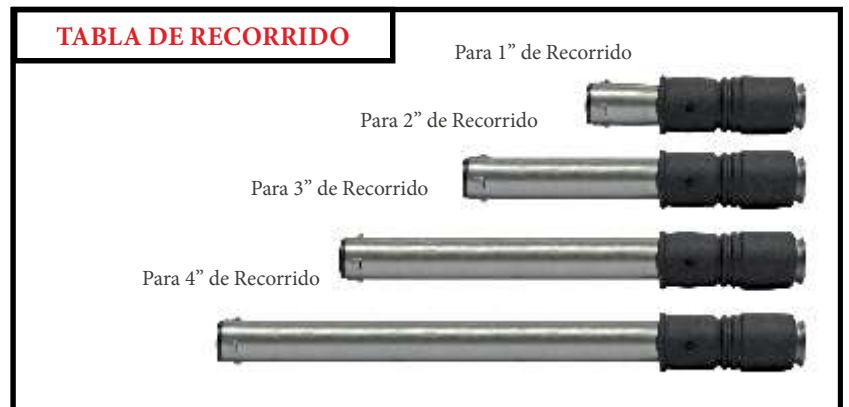 TABLA DE RECORRIDO
Para 1” de Recorrido
Para 2” de Recorrido
Para 3” de Recorrido
Para 4” de Recorrido